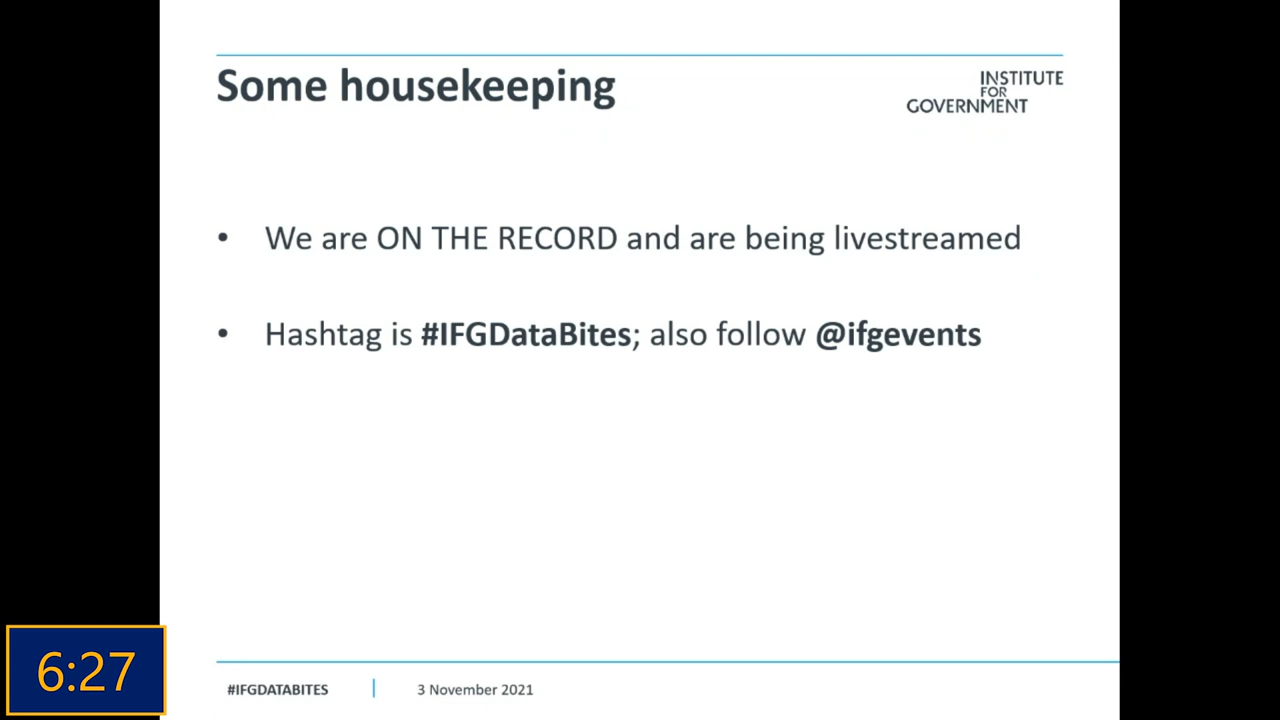 Some housekeeping
INSTITUTE
FOR
GOVERNMENT
• We are ON THE RECORD and are being livestreamed
• Hashtag is #IFGDataBites; also follow @ifgevents
6:27
#IFGDATABITES
3 November 2021